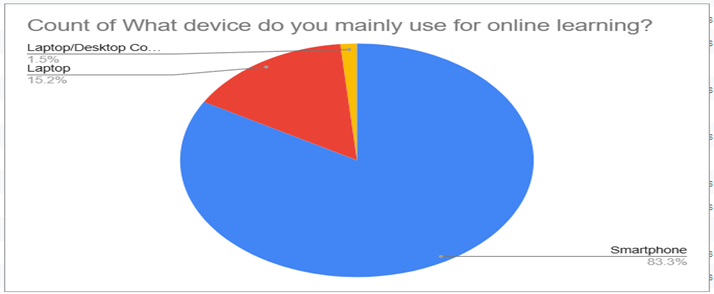 Count of What device do you mainly use for online learning?
Laptop/Desktop Co...
1.5%
Laptop
15.2%
Smartphone
83.3%